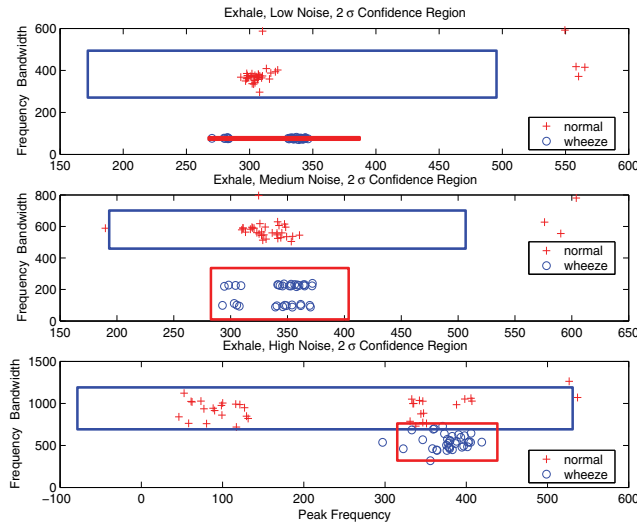 Exhale, Low Noise, 2 σ Confidence Region
Frequency Bandwidth
600
400
200
0
normal
wheeze
150 200 250 300 350 400 450 500 550 600
Exhale, Medium Noise, 2 σ Confidence Region
Frequency Bandwidth
800
600
400
200
0
normal
wheeze
150 200 250 300 350 400 450 500 550 600 650
Exhale, High Noise, 2 σ Confidence Region
Frequency Bandwidth
1500
1000
500
0
normal
wheeze
−100 0 100 200 300 400 500 600
Peak Frequency